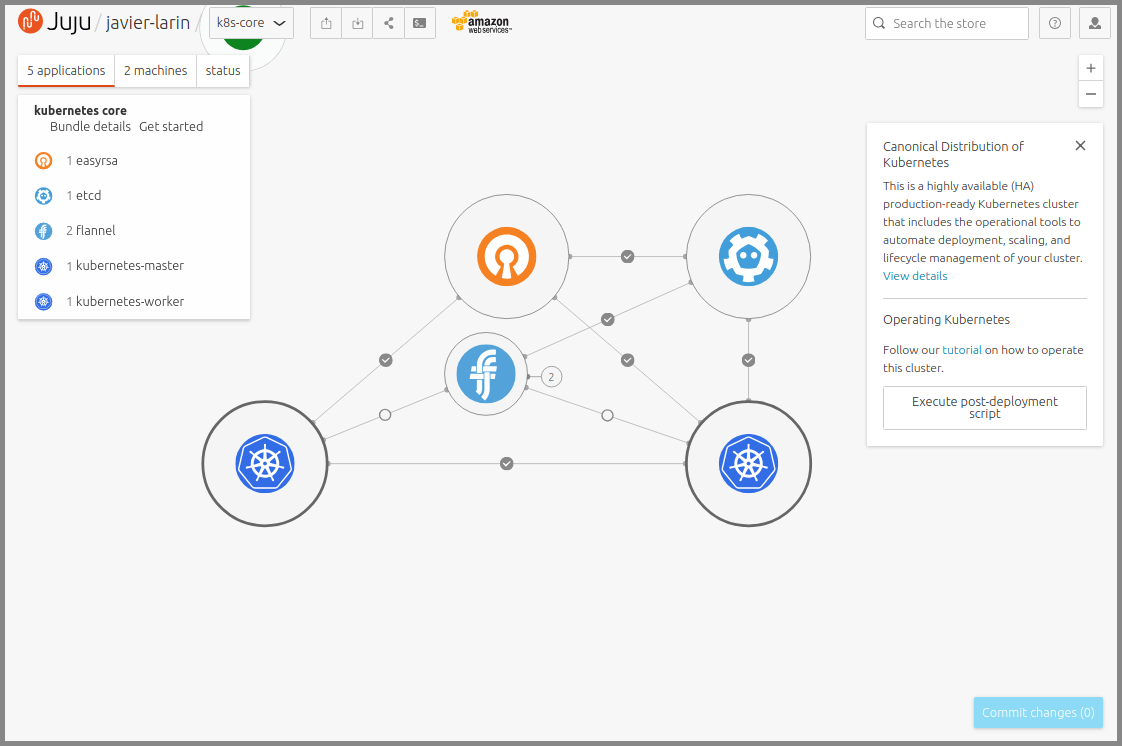 Juju / javier-larin / k8s-core
amazon
web services™
Search the store
5 applications
2 machines
status
kubernetes core
Bundle details Get started
1 easyrsa
1 etcd
2 flannel
1 kubernetes-master
1 kubernetes-worker
2
Canonical Distribution of
Kubernetes
This is a highly available (HA)
production-ready Kubernetes cluster
that includes the operational tools to
automate deployment, scaling, and
lifecycle management of your cluster.
View details
Operating Kubernetes
Follow our tutorial on how to operate
this cluster.
Execute post-deployment
script
Commit changes (0)